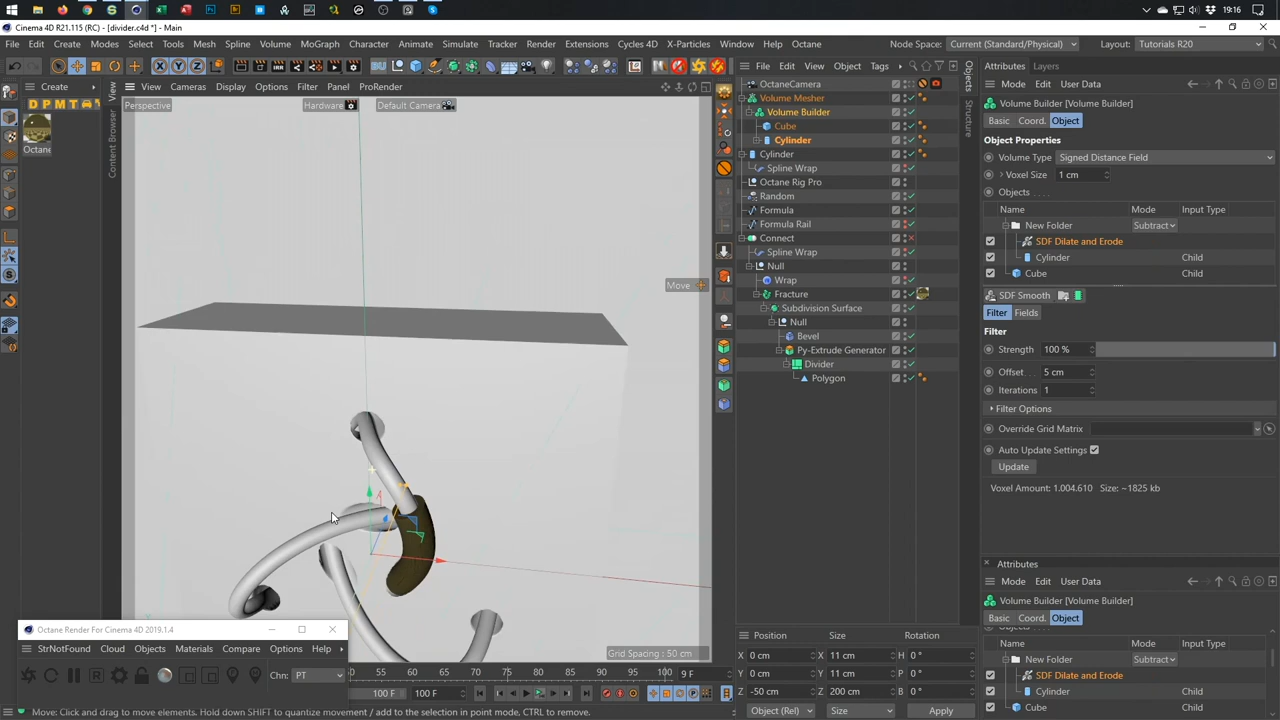 9°C
ENG
Cinema 4D R21.115 (RC) - [divider.c4d *] - Main
File Edit Create Modes Select Tools Mesh Spline Volume MoGraph Character Animate Simulate Tracker Render Extensions Cycles 4D X-Particles Window Help Octane
Node Space: Current (Standard/Physical) Layout: Tutorials R20
Create
D P M T
Octane
Content Browser View
View Cameras Display Options Filter Panel ProRender
Perspective
Hardware
Default Camera
Move
Grid Spacing : 50 cm
File Edit View Object Tags
OctaneCamera
Volume Mesher
Volume Builder
Cube
Cylinder
Cylinder
Spline Wrap
Octane Rig Pro
Random
Formula
Formula Rail
Connect
Spline Wrap
Null
Wrap
Fracture
Subdivision Surface
Null
Bevel
Py-Extrude Generator
Divider
Polygon
Objects Structure
Attributes Layers
Mode Edit User Data
Volume Builder [Volume Builder]
Basic Coord. Object
Object Properties
Volume Type Signed Distance Field
Voxel Size 1 cm
Objects . . . .
Name Mode Input Type
New Folder Subtract
SDF Dilate and Erode
Cylinder Child
Cube Child
SDF Smooth
Filter Fields
Filter
Strength 100 %
Offset . . . 5 cm
Iterations 1
Filter Options
Override Grid Matrix
Auto Update Settings
Update
Voxel Amount: 1.004.610 Size: ~1825 kb
Attributes
Mode Edit User Data
Volume Builder [Volume Builder]
Basic Coord. Object
Objects . . . .
Name Mode Input Type
New Folder Subtract
SDF Dilate and Erode
Cylinder Child
Cube Child
Octane Render For Cinema 4D 2019.1.4
StrNotFound Cloud Objects Materials Compare Options Help
Chn: PT
50 55 60 65 70 75 80 85 90 95 100 9 F
100 F 100 F
Position Size Rotation
X 0 cm X 11 cm H 0 °
Y 0 cm Y 11 cm P 0 °
Z -50 cm Z 200 cm B 0 °
Object (Rel) Size Apply
Move: Click and drag to move elements. Hold down SHIFT to quantize movement / add to the selection in point mode, CTRL to remove.